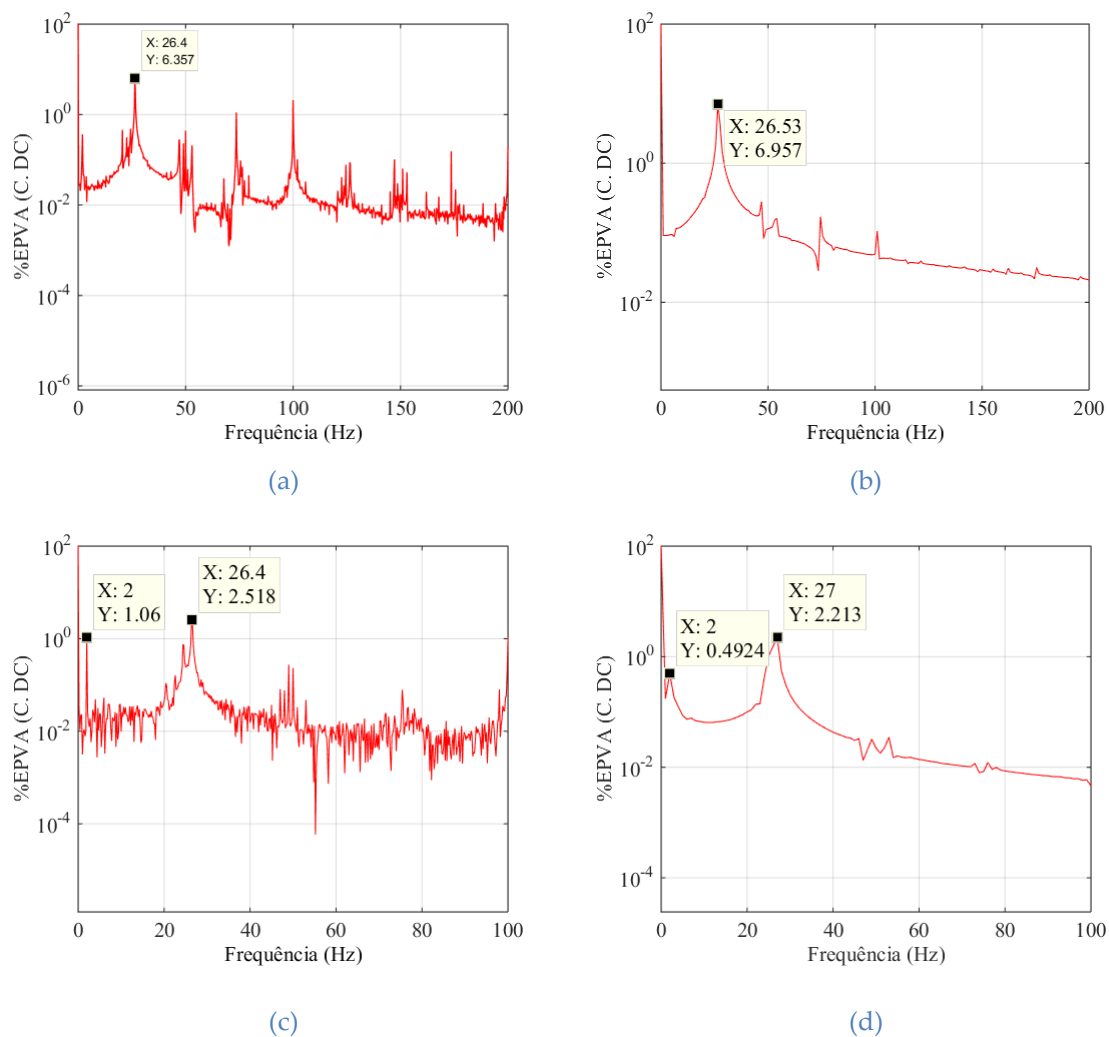 10^2
X: 26.4
Y: 6.357
10^0
10^-2
10^-4
10^-6
%EPVA (C. DC)
0 50 100 150 200
Frequência (Hz)
(a)
10^2
X: 26.53
Y: 6.957
10^0
10^-2
%EPVA (C. DC)
0 50 100 150 200
Frequência (Hz)
(b)
10^2
X: 2
Y: 1.06
X: 26.4
Y: 2.518
10^0
10^-2
10^-4
%EPVA (C. DC)
0 20 40 60 80 100
Frequência (Hz)
(c)
10^2
X: 2
Y: 0.4924
X: 27
Y: 2.213
10^0
10^-2
10^-4
%EPVA (C. DC)
0 20 40 60 80 100
Frequência (Hz)
(d)